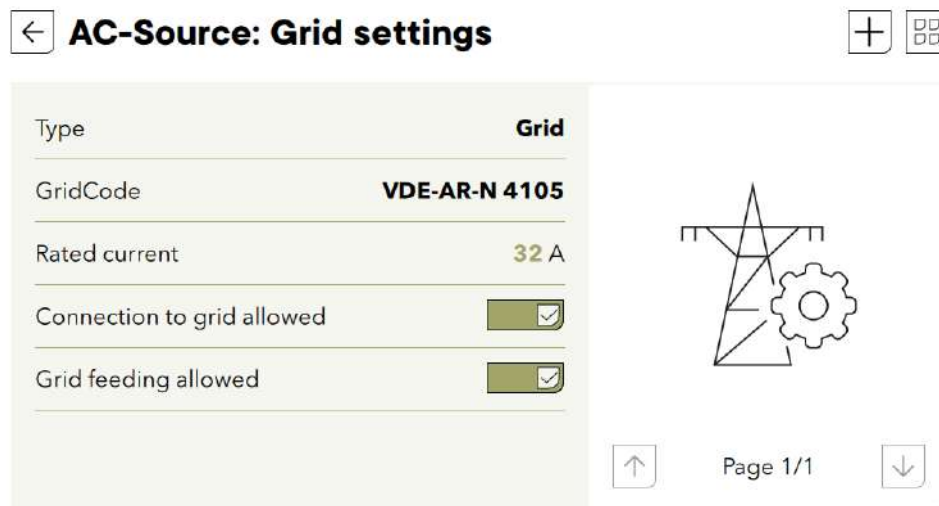 AC-Source: Grid settings
Type Grid
GridCode VDE-AR-N 4105
Rated current 32 A
Connection to grid allowed
Grid feeding allowed
Page 1/1